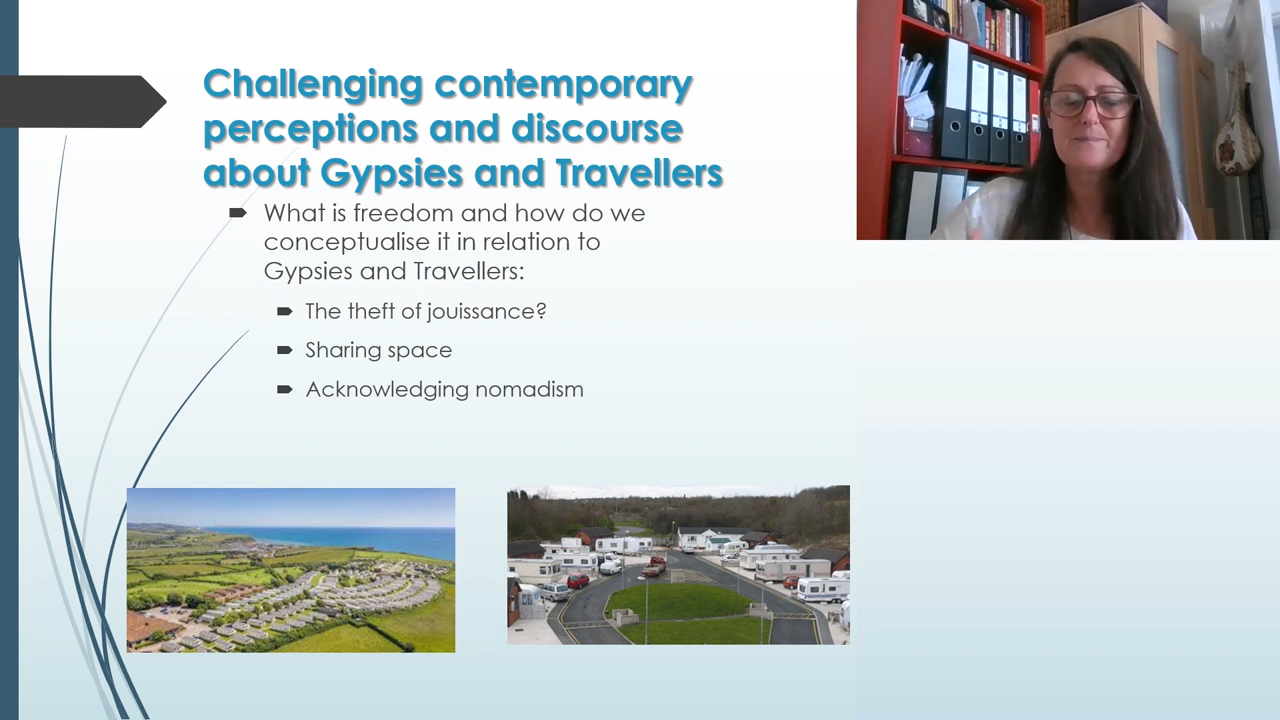 Challenging contemporary
perceptions and discourse
about Gypsies and Travellers
What is freedom and how do we
conceptualise it in relation to
Gypsies and Travellers:
The theft of jouissance?
Sharing space
Acknowledging nomadism